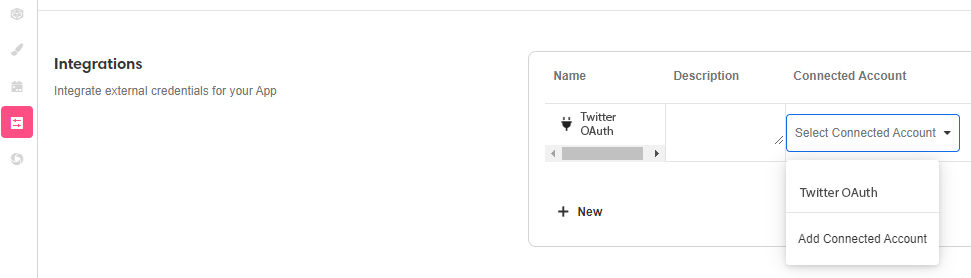 Integrations
Integrate external credentials for your App
Name Description Connected Account
Twitter
OAuth
Select Connected Account
Twitter OAuth
Add Connected Account
+ New